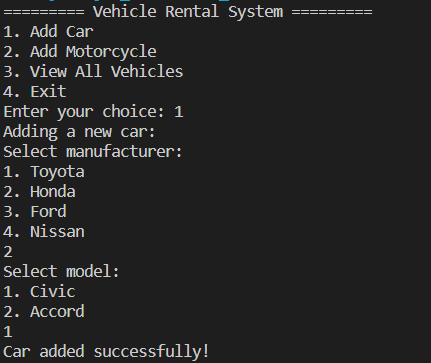 ========= Vehicle Rental System =========
1. Add Car
2. Add Motorcycle
3. View All Vehicles
4. Exit
Enter your choice: 1
Adding a new car:
Select manufacturer:
1. Toyota
2. Honda
3. Ford
4. Nissan
2
Select model:
1. Civic
2. Accord
1
Car added successfully!